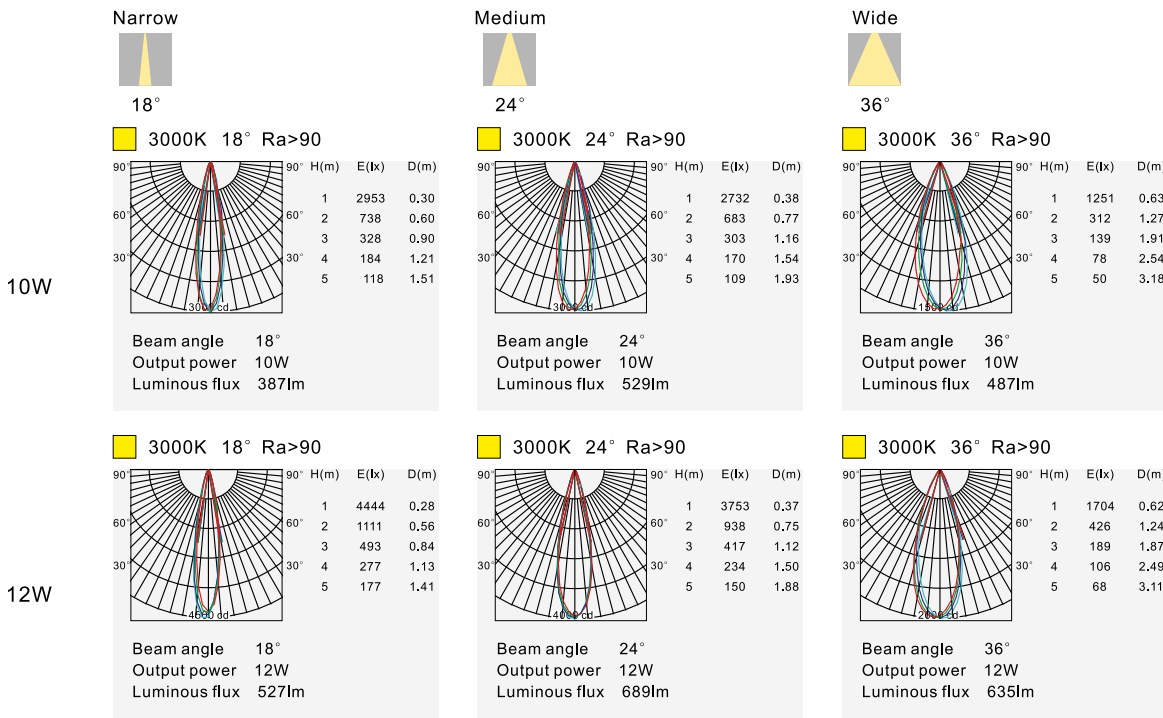 Narrow
18°
Medium
24°
Wide
36°
10W
3000K 18° Ra>90
90° 90° H(m) E(lx) D(m)
1 2953 0.30
60° 60° 2 738 0.60
3 328 0.90
30° 30° 4 184 1.21
5 118 1.51
3000 cd
Beam angle 18°
Output power 10W
Luminous flux 387lm
3000K 24° Ra>90
90° 90° H(m) E(lx) D(m)
1 2732 0.38
60° 60° 2 683 0.77
3 303 1.16
30° 30° 4 170 1.54
5 109 1.93
3000 cd
Beam angle 24°
Output power 10W
Luminous flux 529lm
3000K 36° Ra>90
90° 90° H(m) E(lx) D(m)
1 1251 0.63
60° 60° 2 312 1.27
3 139 1.91
30° 30° 4 78 2.54
5 50 3.18
1500 cd
Beam angle 36°
Output power 10W
Luminous flux 487lm
12W
3000K 18° Ra>90
90° 90° H(m) E(lx) D(m)
1 4444 0.28
60° 60° 2 1111 0.56
3 493 0.84
30° 30° 4 277 1.13
5 177 1.41
4500 cd
Beam angle 18°
Output power 12W
Luminous flux 527lm
3000K 24° Ra>90
90° 90° H(m) E(lx) D(m)
1 3753 0.37
60° 60° 2 938 0.75
3 417 1.12
30° 30° 4 234 1.50
5 150 1.88
4000 cd
Beam angle 24°
Output power 12W
Luminous flux 689lm
3000K 36° Ra>90
90° 90° H(m) E(lx) D(m)
1 1704 0.62
60° 60° 2 426 1.24
3 189 1.87
30° 30° 4 106 2.49
5 68 3.11
2000 cd
Beam angle 36°
Output power 12W
Luminous flux 635lm